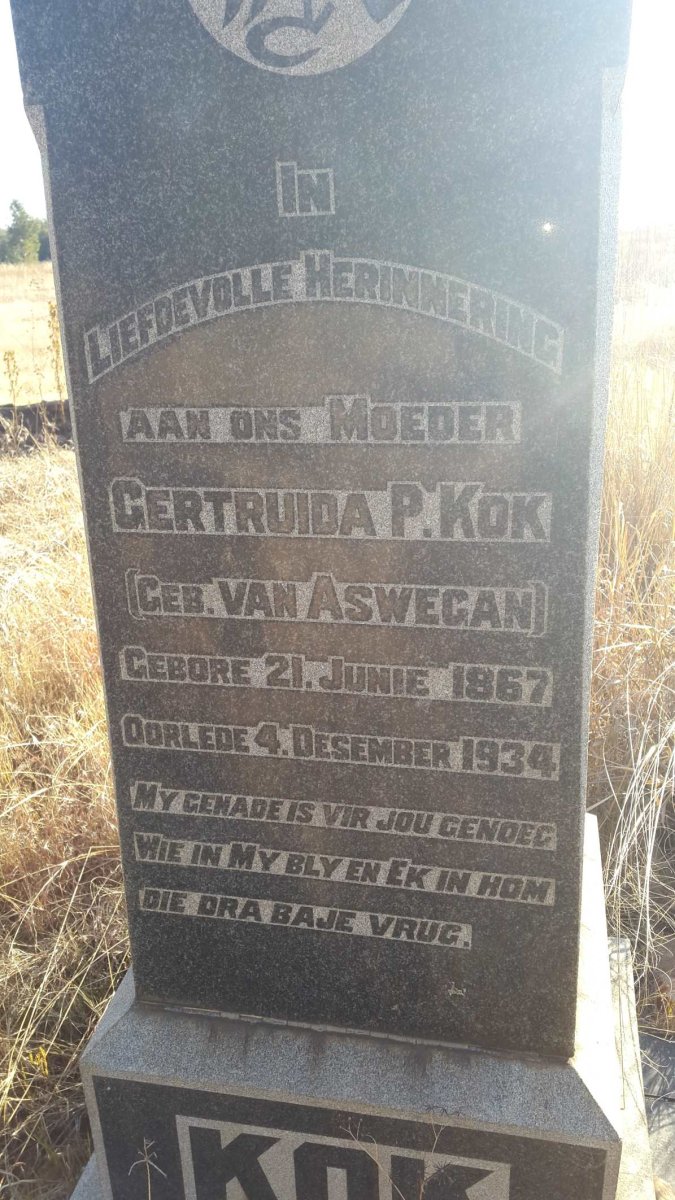 In
Liefdevolle Herinnering
aan ons Moeder
Gertruida P. Kok
(Geb. van Aswegan)
Gebore 21. Junie 1867
Oorlede 4. Desember 1934.
My genade is vir jou genoeg
Wie in My bly en Ek in hom
die dra baje vrug.
Kok